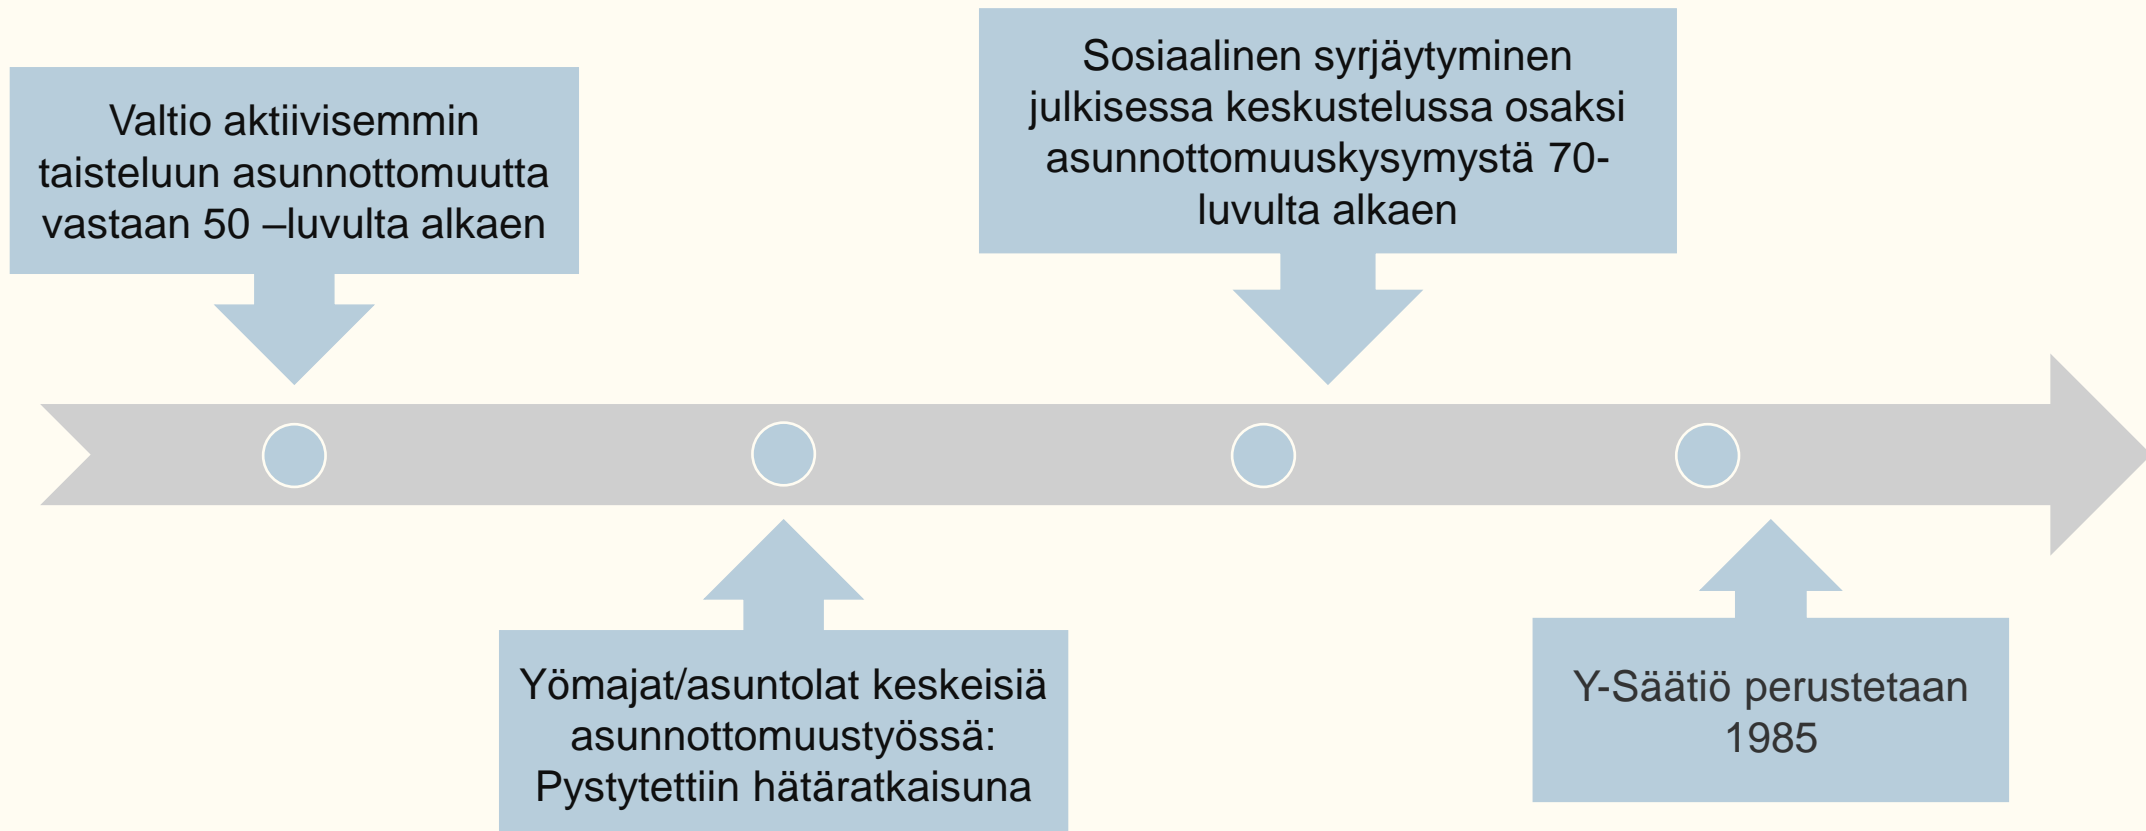 Valtio aktiivisemmin
taisteluun asunnottomuutta
vastaan 50 –luvulta alkaen
Sosiaalinen syrjäytyminen
julkisessa keskustelussa osaksi
asunnottomuuskysymystä 70-
luvulta alkaen
Yömajat/asuntolat keskeisiä
asunnottomuustyössä:
Pystytettiin hätäratkaisuna
Y-Säätiö perustetaan
1985